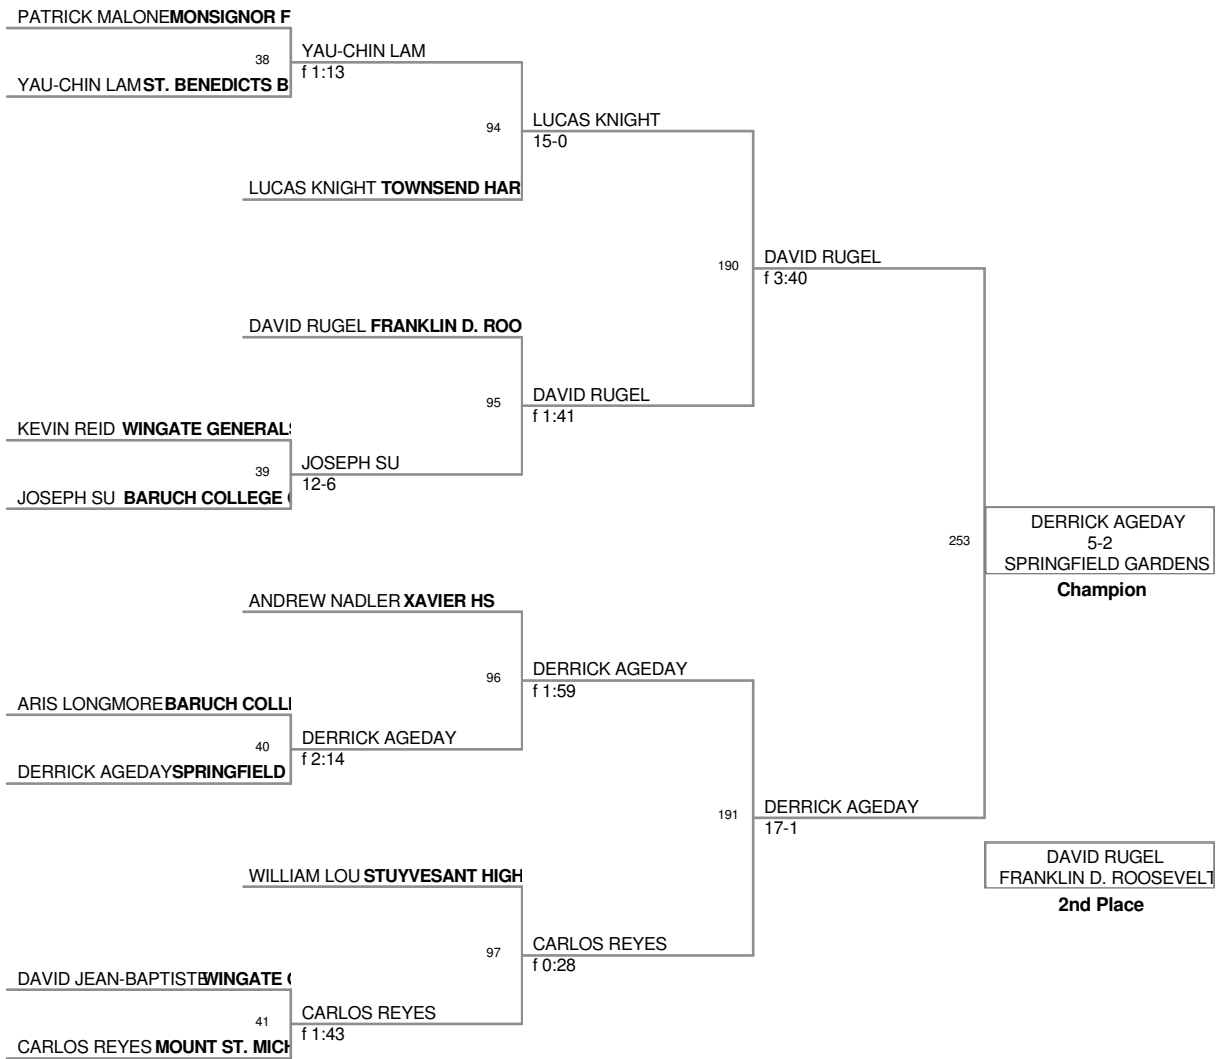 PATRICK MALONE MONSIGNOR F
38
YAU-CHIN LAM
f 1:13
YAU-CHIN LAM ST. BENEDICTS B
94
LUCAS KNIGHT
15-0
LUCAS KNIGHT TOWNSEND HAR
190
DAVID RUGEL
f 3:40
DAVID RUGEL FRANKLIN D. ROO
95
DAVID RUGEL
f 1:41
KEVIN REID WINGATE GENERALS
39
JOSEPH SU
12-6
JOSEPH SU BARUCH COLLEGE
253
DERRICK AGEDAY
5-2
SPRINGFIELD GARDENS
Champion
ANDREW NADLER XAVIER HS
96
DERRICK AGEDAY
f 1:59
ARIS LONGMORE BARUCH COLL
40
DERRICK AGEDAY
f 2:14
DERRICK AGEDAY SPRINGFIELD
191
DERRICK AGEDAY
17-1
DAVID RUGEL
FRANKLIN D. ROOSEVELT
2nd Place
WILLIAM LOU STUYVESANT HIGH
97
CARLOS REYES
f 0:28
DAVID JEAN-BAPTISTE WINGATE
41
CARLOS REYES
f 1:43
CARLOS REYES MOUNT ST. MICH